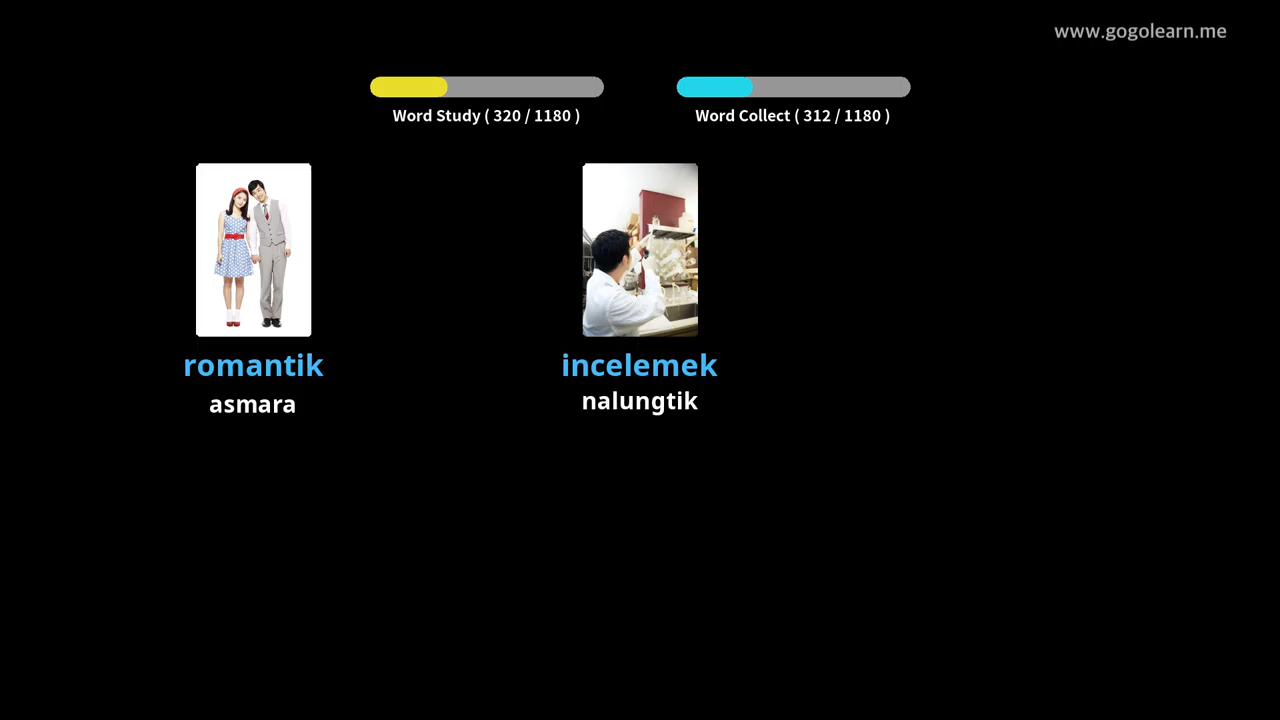 www.gogolearn.me
Word Study ( 320 / 1180 )
Word Collect ( 312 / 1180 )
romantik
asmara
incelemek
nalungtik